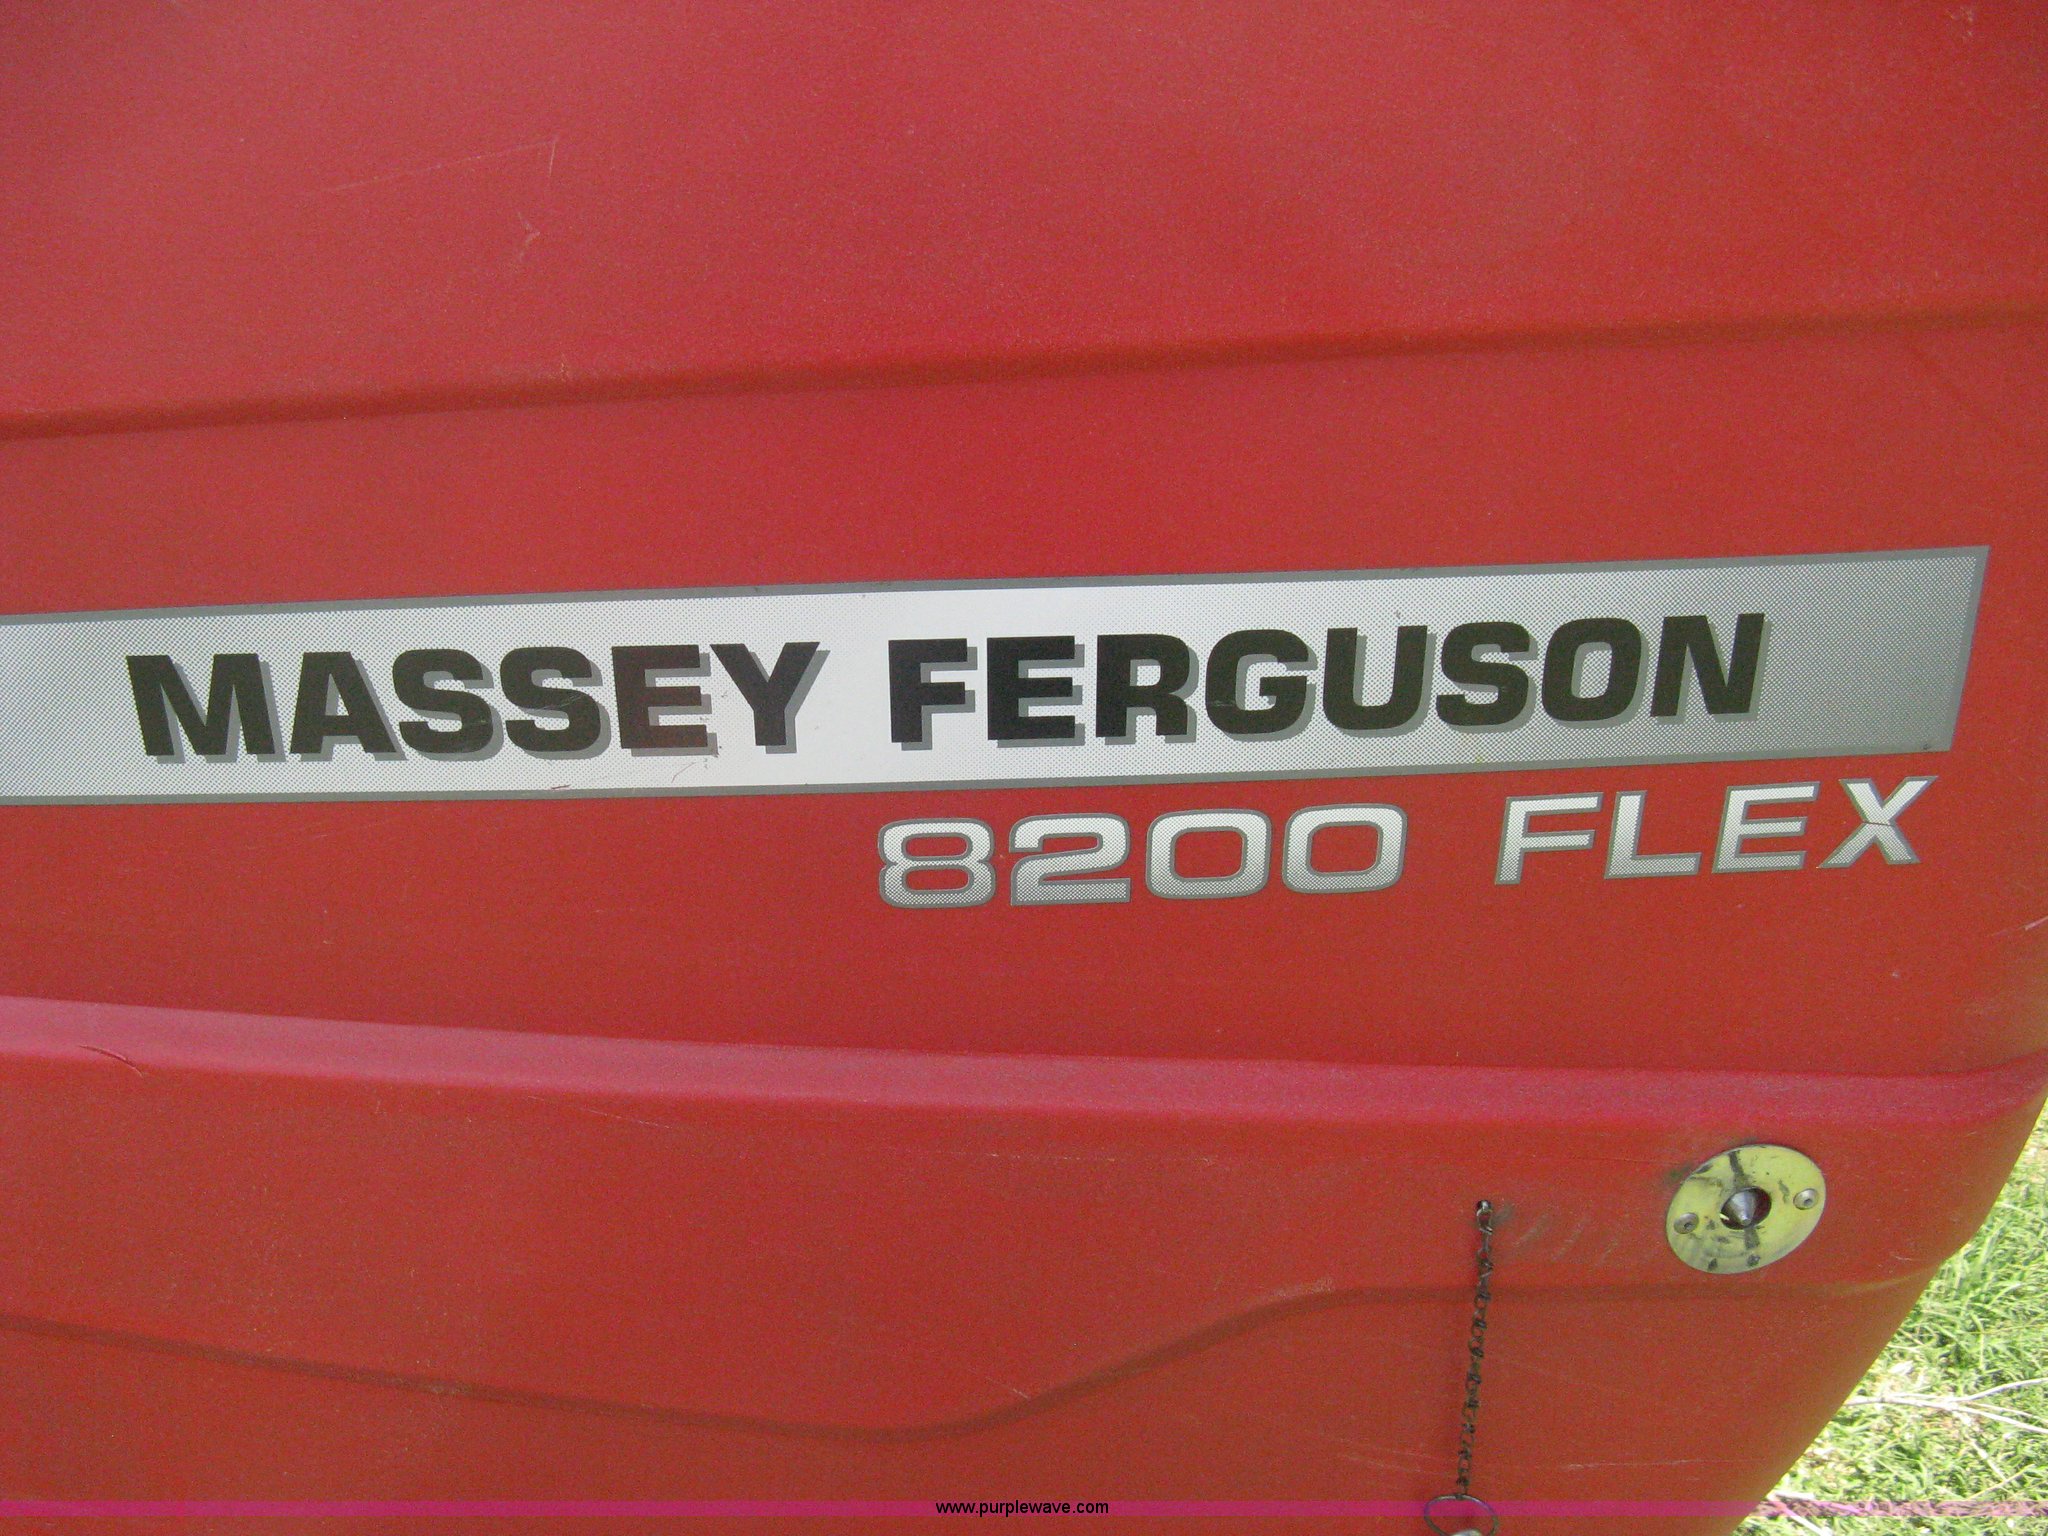 MASSEY FERGUSON
8200 FLEX
www.purplewave.com